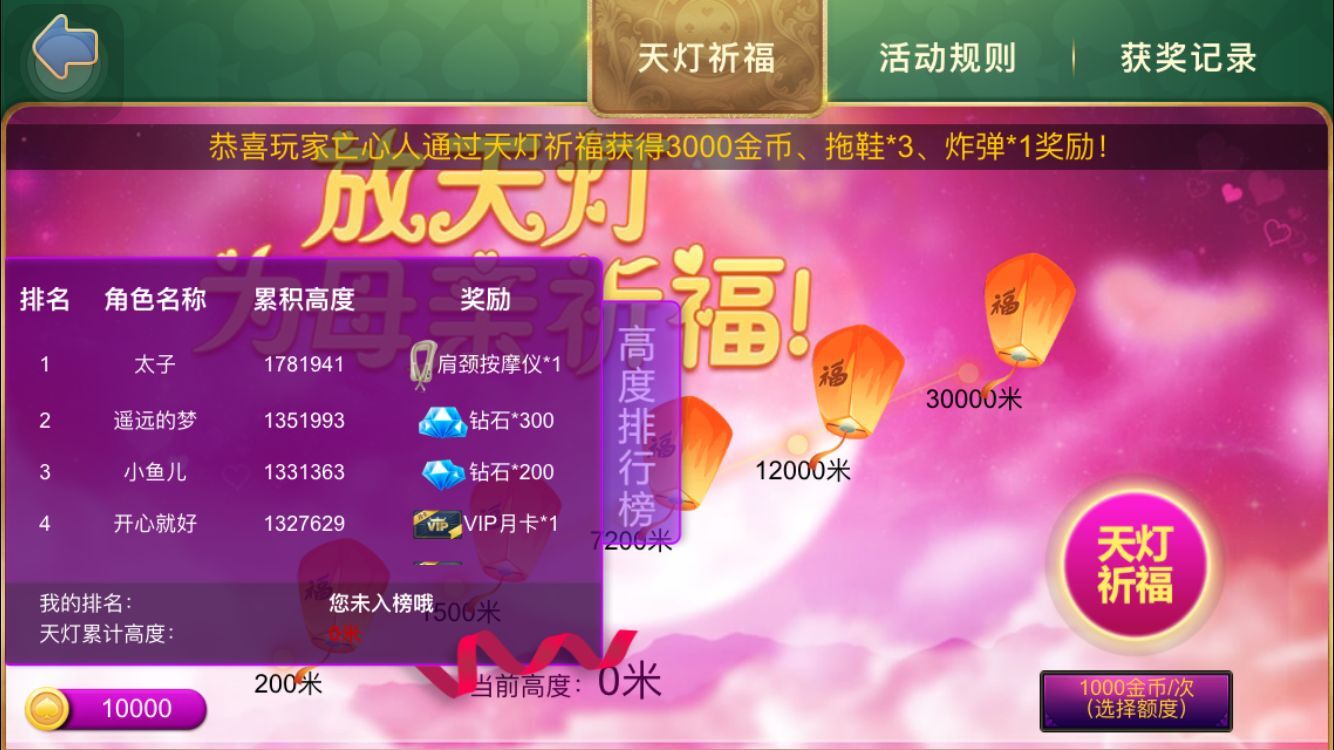 天灯祈福 活动规则 获奖记录
恭喜玩家亡心人通过天灯祈福获得3000金币、拖鞋*3、炸弹*1奖励！
放天灯
为母亲祈福！
排名 角色名称 累积高度 奖励
1 太子 1781941 肩颈按摩仪*1
2 遥远的梦 1351993 钻石*300
3 小鱼儿 1331363 钻石*200
4 开心就好 1327629 VIP VIP月卡*1
我的排名： 您未入榜哦
天灯累计高度： 0米
高度排行榜
福
30000米
福
12000米
福
7200米
1500米
福
200米
当前高度：0米
10000
天灯
祈福
1000金币/次
(选择额度)